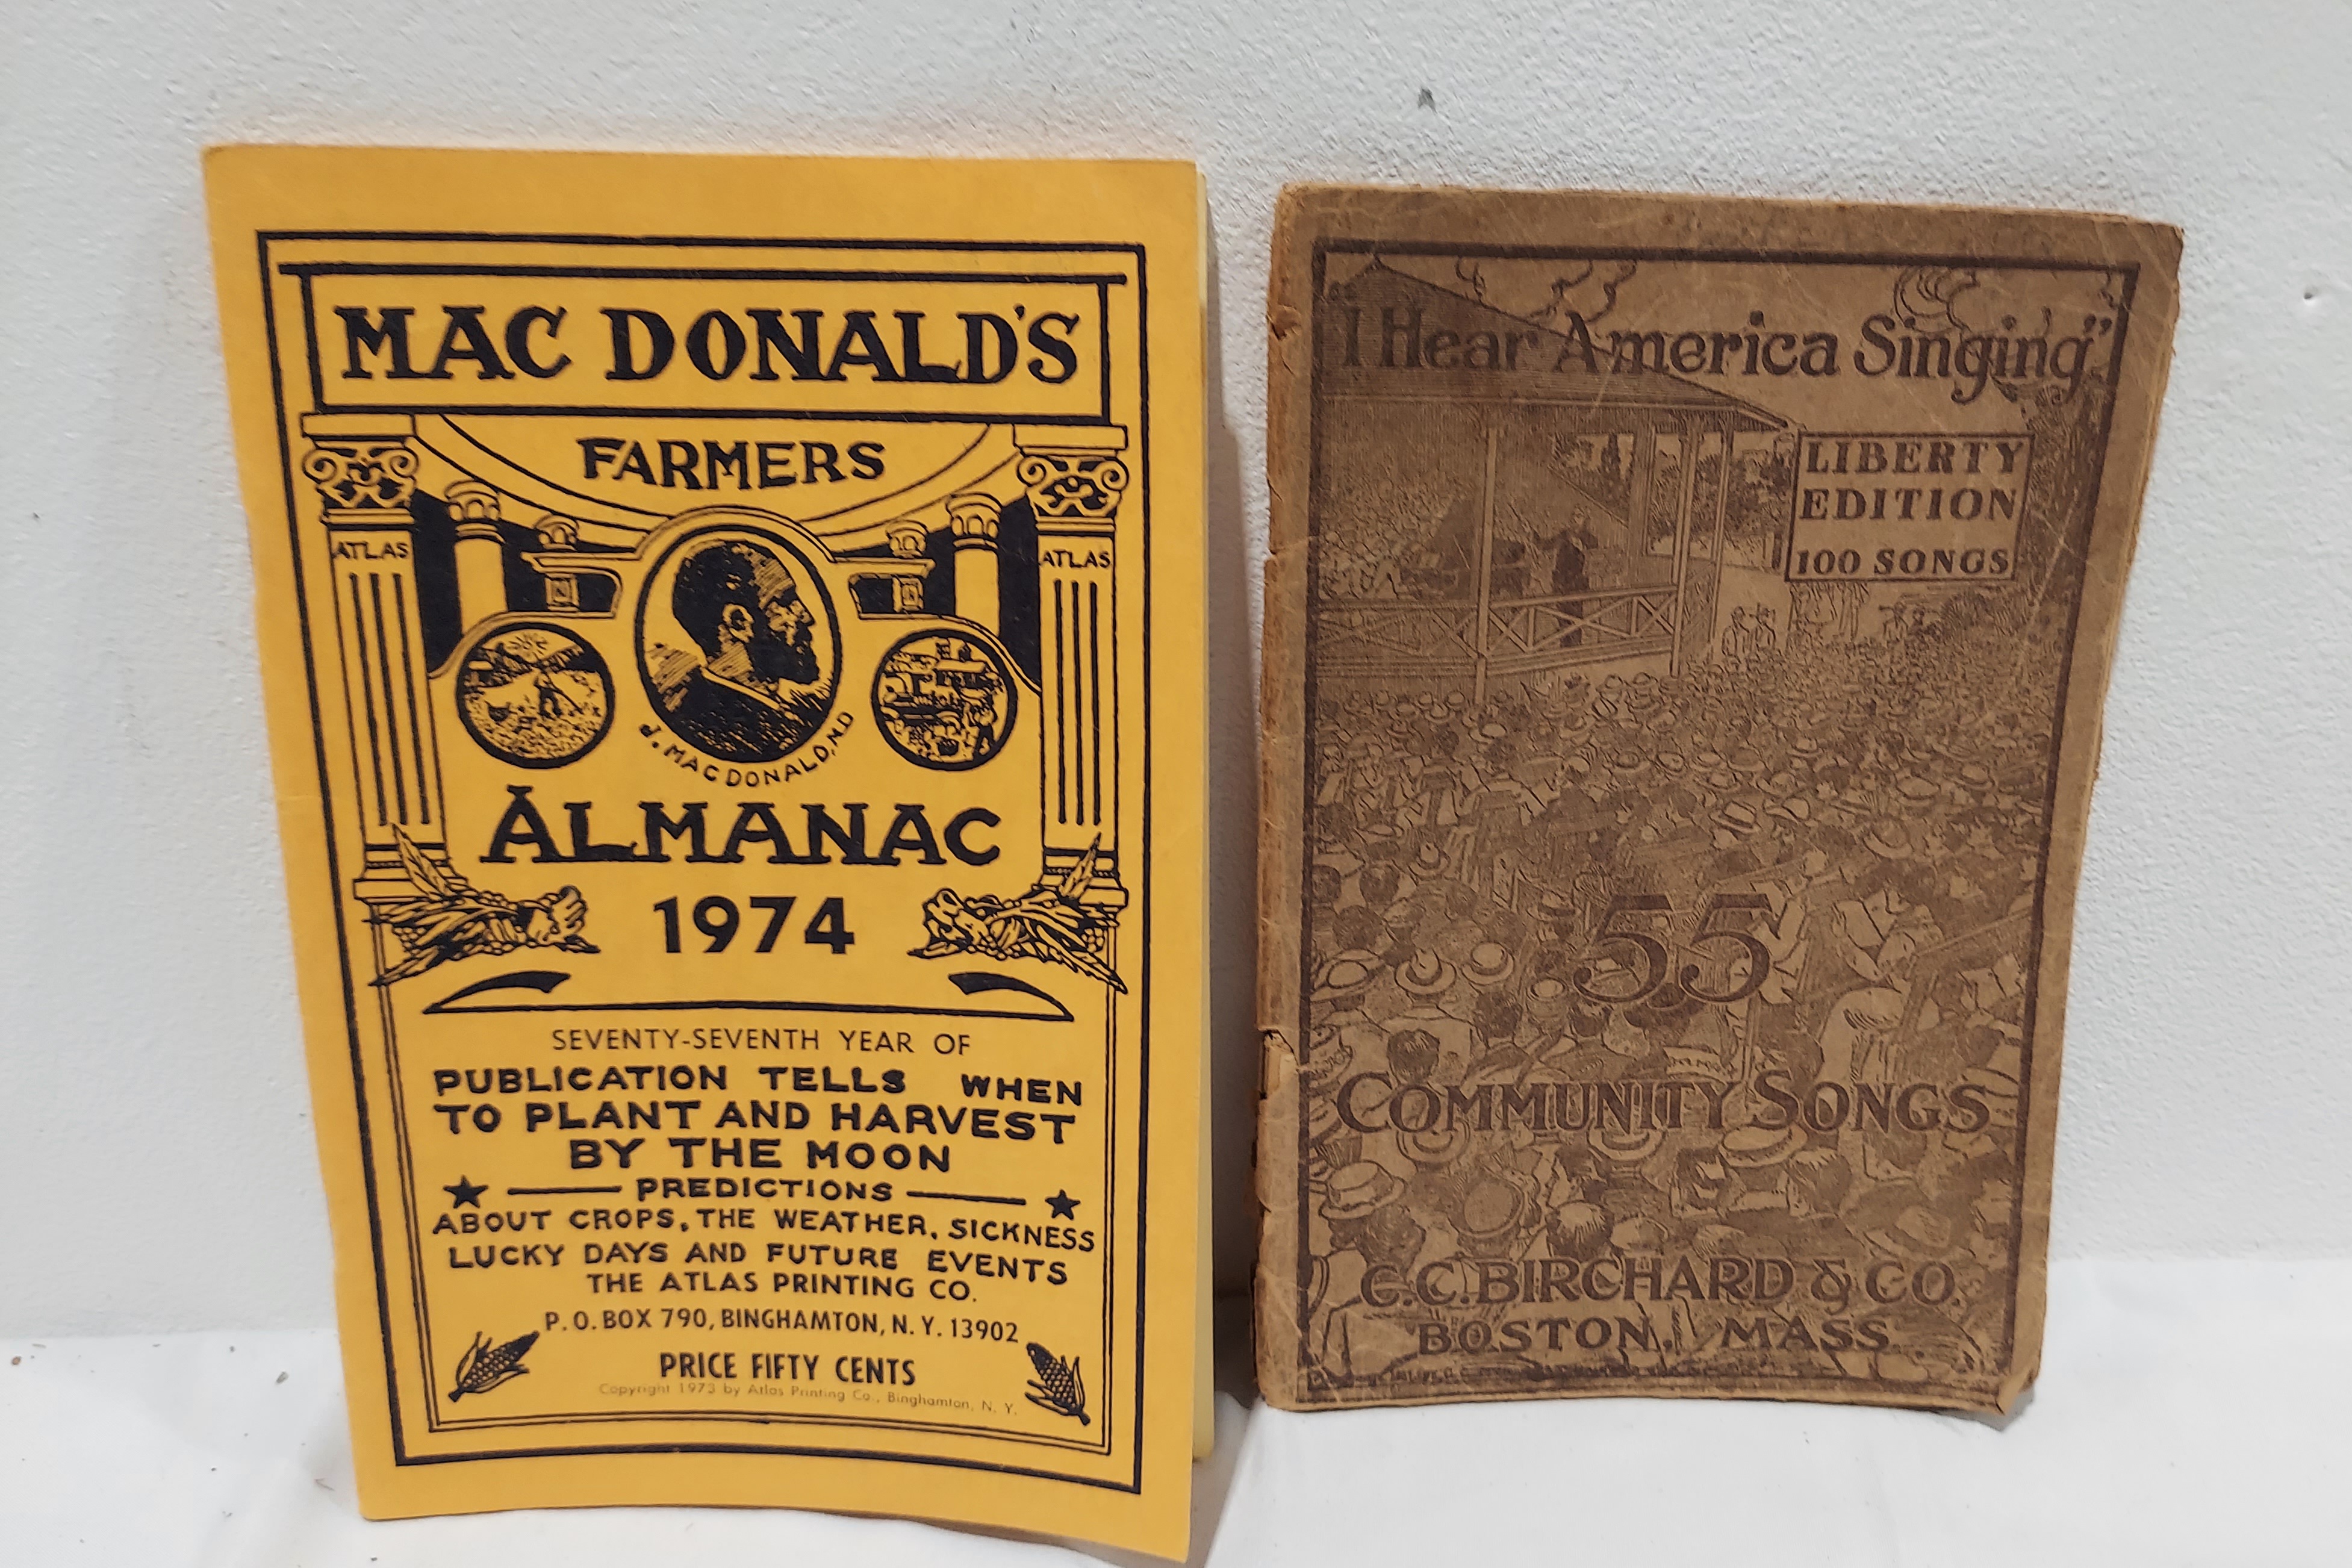 MAC DONALD'S
FARMERS
ATLAS
ATLAS
J. MAC DONALD, M.D
ALMANAC
1974
SEVENTY-SEVENTH YEAR OF
PUBLICATION TELLS WHEN
TO PLANT AND HARVEST
BY THE MOON
PREDICTIONS
ABOUT CROPS, THE WEATHER, SICKNESS
LUCKY DAYS AND FUTURE EVENTS
THE ATLAS PRINTING CO.
P.O. BOX 790, BINGHAMTON, N.Y. 13902
PRICE FIFTY CENTS
Copyright 1973 by Atlas Printing Co., Binghamton, N. Y.
"I Hear America Singing"
LIBERTY
EDITION
100 SONGS
55
COMMUNITY SONGS
C.C. BIRCHARD & CO.
BOSTON, MASS